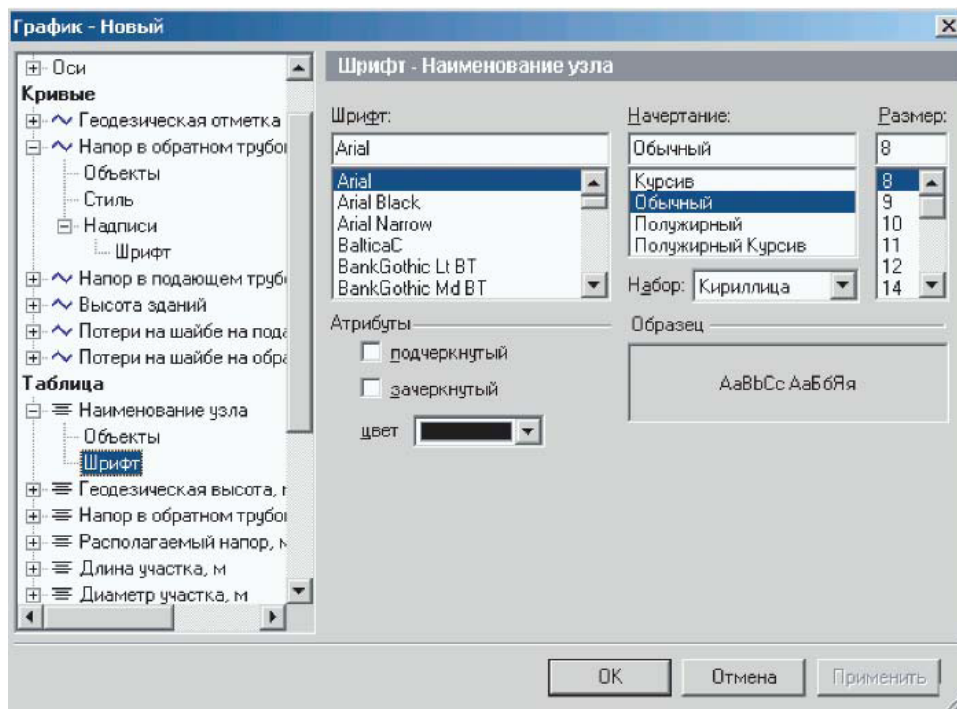 График - Новый
Оси
Кривые
Геодезическая отметка
Напор в обратном трубо
Объекты
Стиль
Надписи
Шрифт
Напор в подающем трубо
Высота зданий
Потери на шайбе на пода
Потери на шайбе на обра
Таблица
Наименование узла
Объекты
Шрифт
Геодезическая высота,
Напор в обратном трубо
Располагаемый напор, м
Длина участка, м
Диаметр участка, м
Шрифт - Наименование узла
Шрифт:
Arial
Arial
Arial Black
Arial Narrow
BalticaC
BankGothic Lt BT
BankGothic Md BT
Начертание:
Обычный
Курсив
Обычный
Полужирный
Полужирный Курсив
Размер:
8
8
9
10
11
12
14
Набор: Кириллица
Атрибуты
подчеркнутый
зачеркнутый
цвет
Образец
AaBbCc АаБбЯя
OK
Отмена
Применить